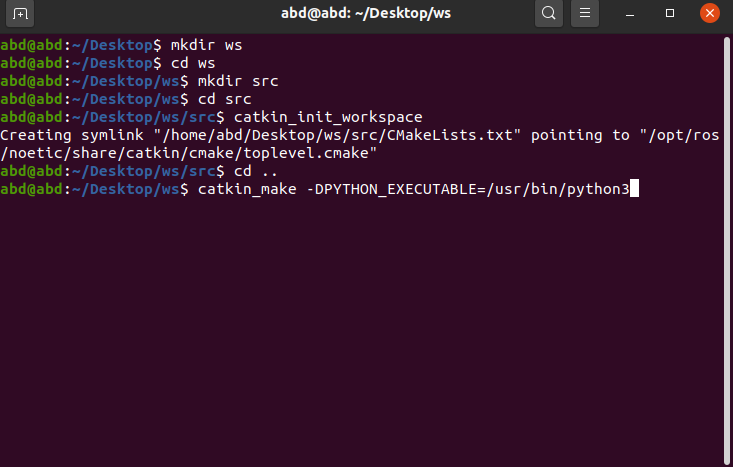 abd@abd: ~/Desktop/ws
abd@abd:~/Desktop$ mkdir ws
abd@abd:~/Desktop$ cd ws
abd@abd:~/Desktop/ws$ mkdir src
abd@abd:~/Desktop/ws$ cd src
abd@abd:~/Desktop/ws/src$ catkin_init_workspace
Creating symlink "/home/abd/Desktop/ws/src/CMakeLists.txt" pointing to "/opt/ros
/noetic/share/catkin/cmake/toplevel.cmake"
abd@abd:~/Desktop/ws/src$ cd ..
abd@abd:~/Desktop/ws$ catkin_make -DPYTHON_EXECUTABLE=/usr/bin/python3